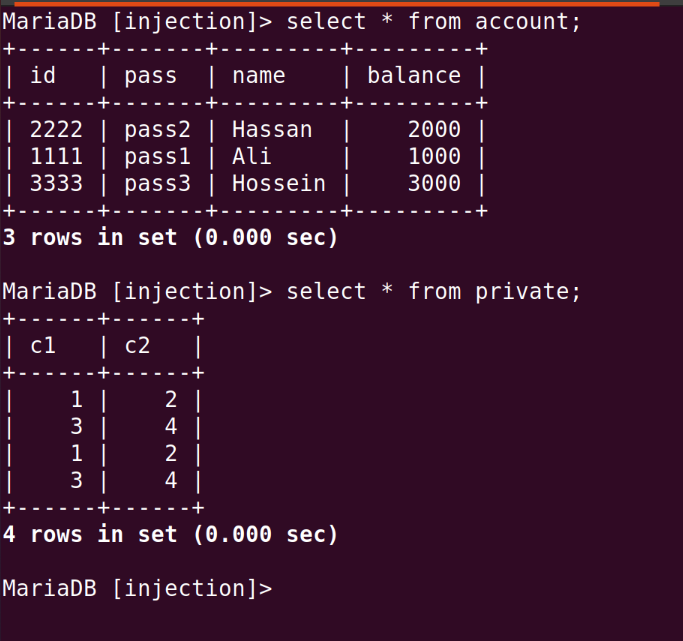 MariaDB [injection]> select * from account;
+------+-------+---------+---------+
| id   | pass  | name    | balance |
+------+-------+---------+---------+
| 2222 | pass2 | Hassan  |    2000 |
| 1111 | pass1 | Ali     |    1000 |
| 3333 | pass3 | Hossein |    3000 |
+------+-------+---------+---------+
3 rows in set (0.000 sec)

MariaDB [injection]> select * from private;
+------+------+
| c1   | c2   |
+------+------+
|    1 |    2 |
|    3 |    4 |
|    1 |    2 |
|    3 |    4 |
+------+------+
4 rows in set (0.000 sec)

MariaDB [injection]>